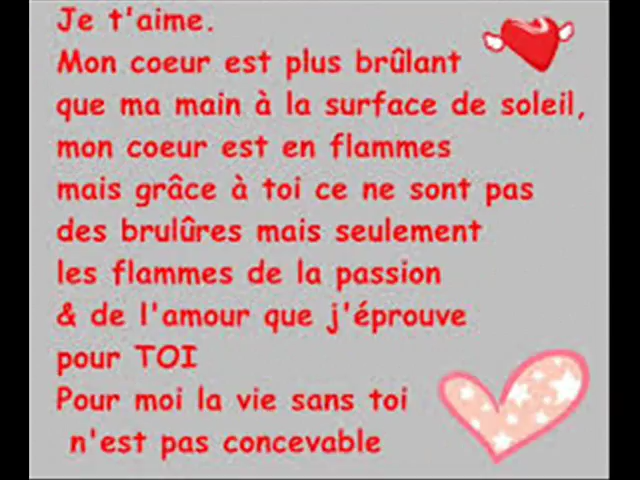 Je t'aime.
Mon coeur est plus brûlant
que ma main à la surface de soleil,
mon coeur est en flammes
mais grâce à toi ce ne sont pas
des brulûres mais seulement
les flammes de la passion
& de l'amour que j'éprouve
pour TOI
Pour moi la vie sans toi
n'est pas concevable